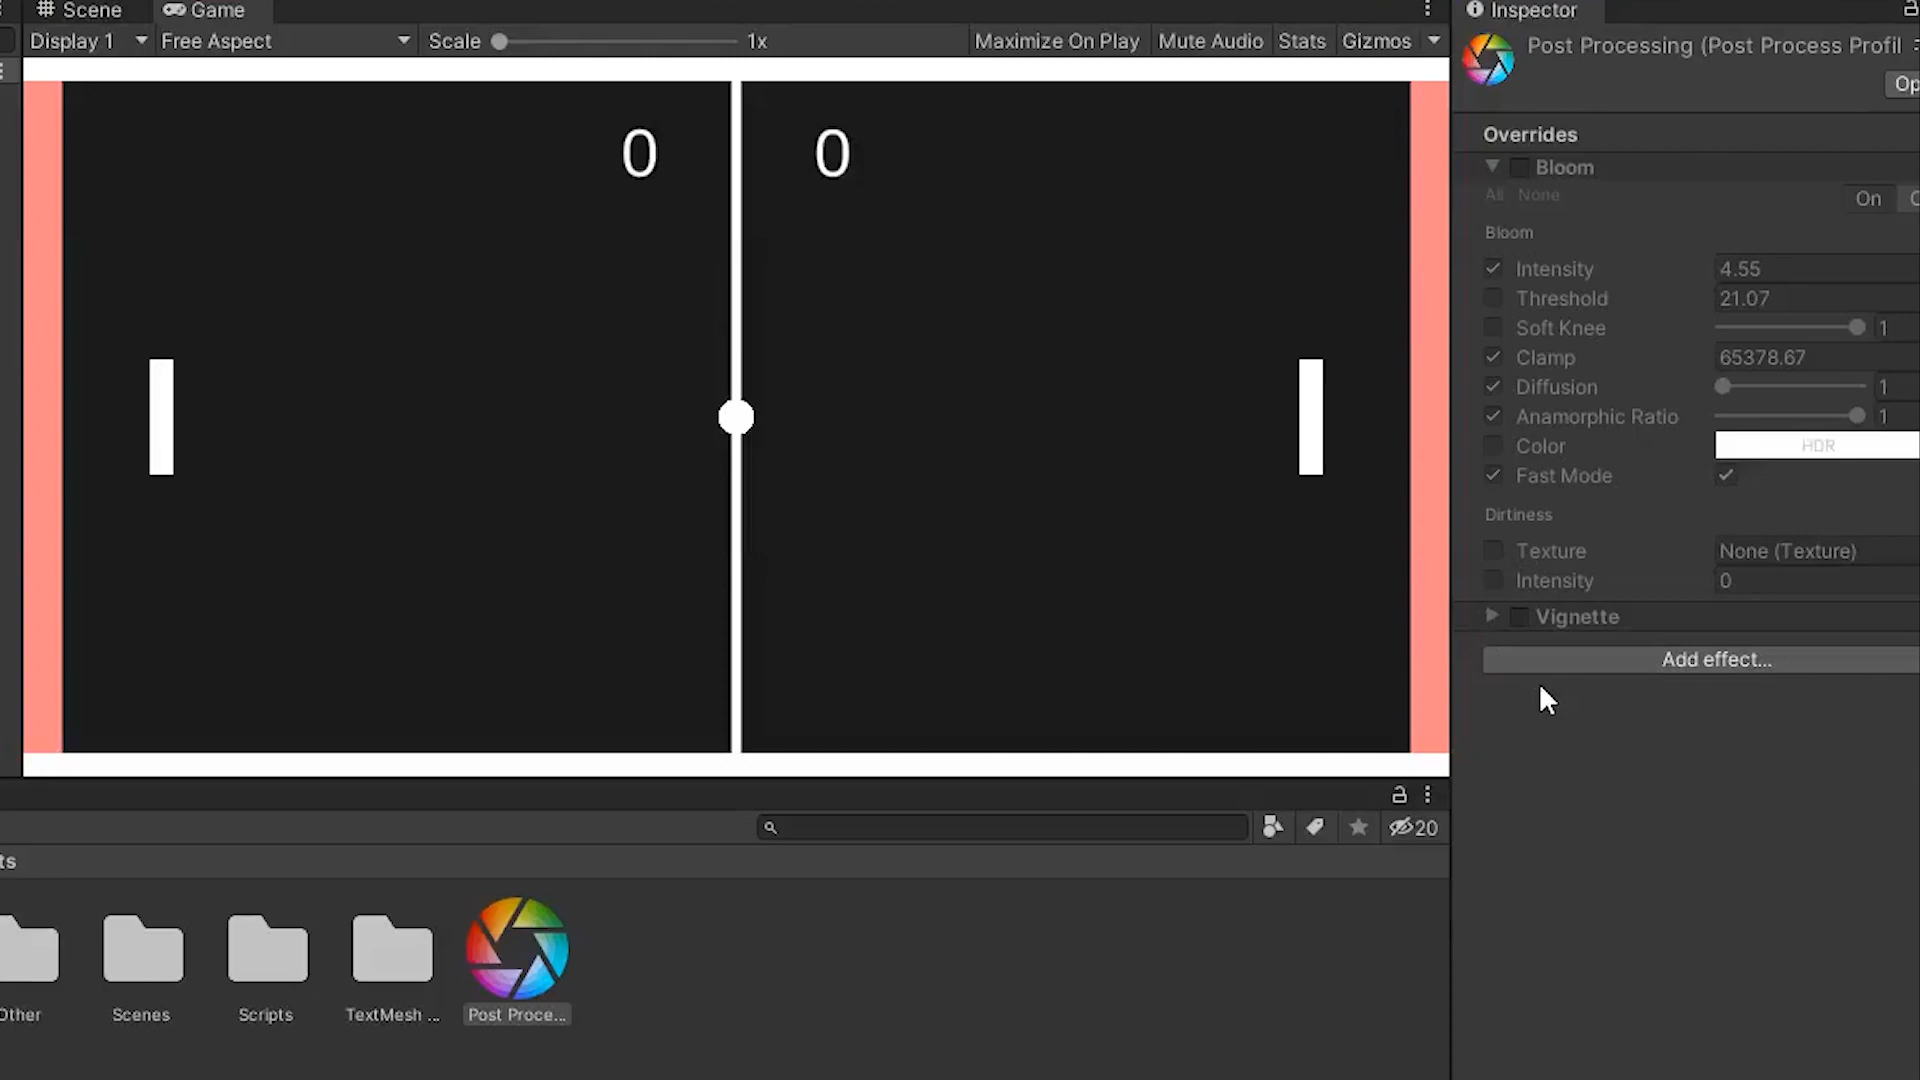 Scene Game
Display 1 Free Aspect Scale 1x Maximize On Play Mute Audio Stats Gizmos
0 0
20
ts
Other Scenes Scripts TextMesh ... Post Proce...
Inspector
Post Processing (Post Process Profil
Op
Overrides
Bloom
All None On
Bloom
Intensity 4.55
Threshold 21.07
Soft Knee 1
Clamp 65378.67
Diffusion 1
Anamorphic Ratio 1
Color HDR
Fast Mode
Dirtiness
Texture None (Texture)
Intensity 0
Vignette
Add effect...